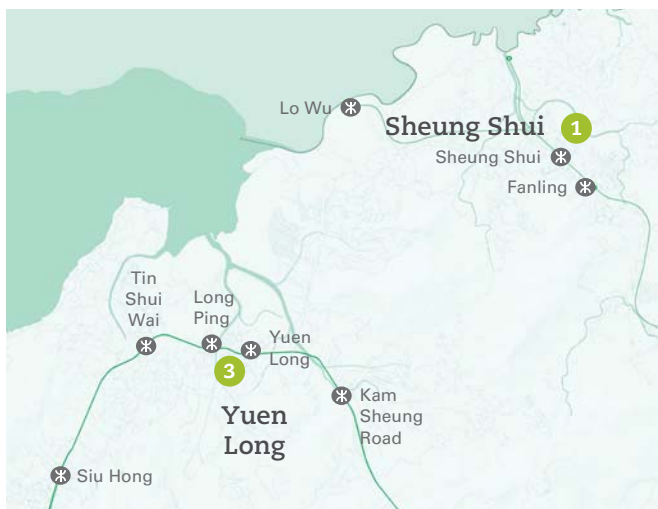 Lo Wu
Sheung Shui
1
Sheung Shui
Fanling
Tin
Shui
Wai
Long
Ping
Yuen
Long
3
Kam
Sheung
Road
Yuen
Long
Siu Hong